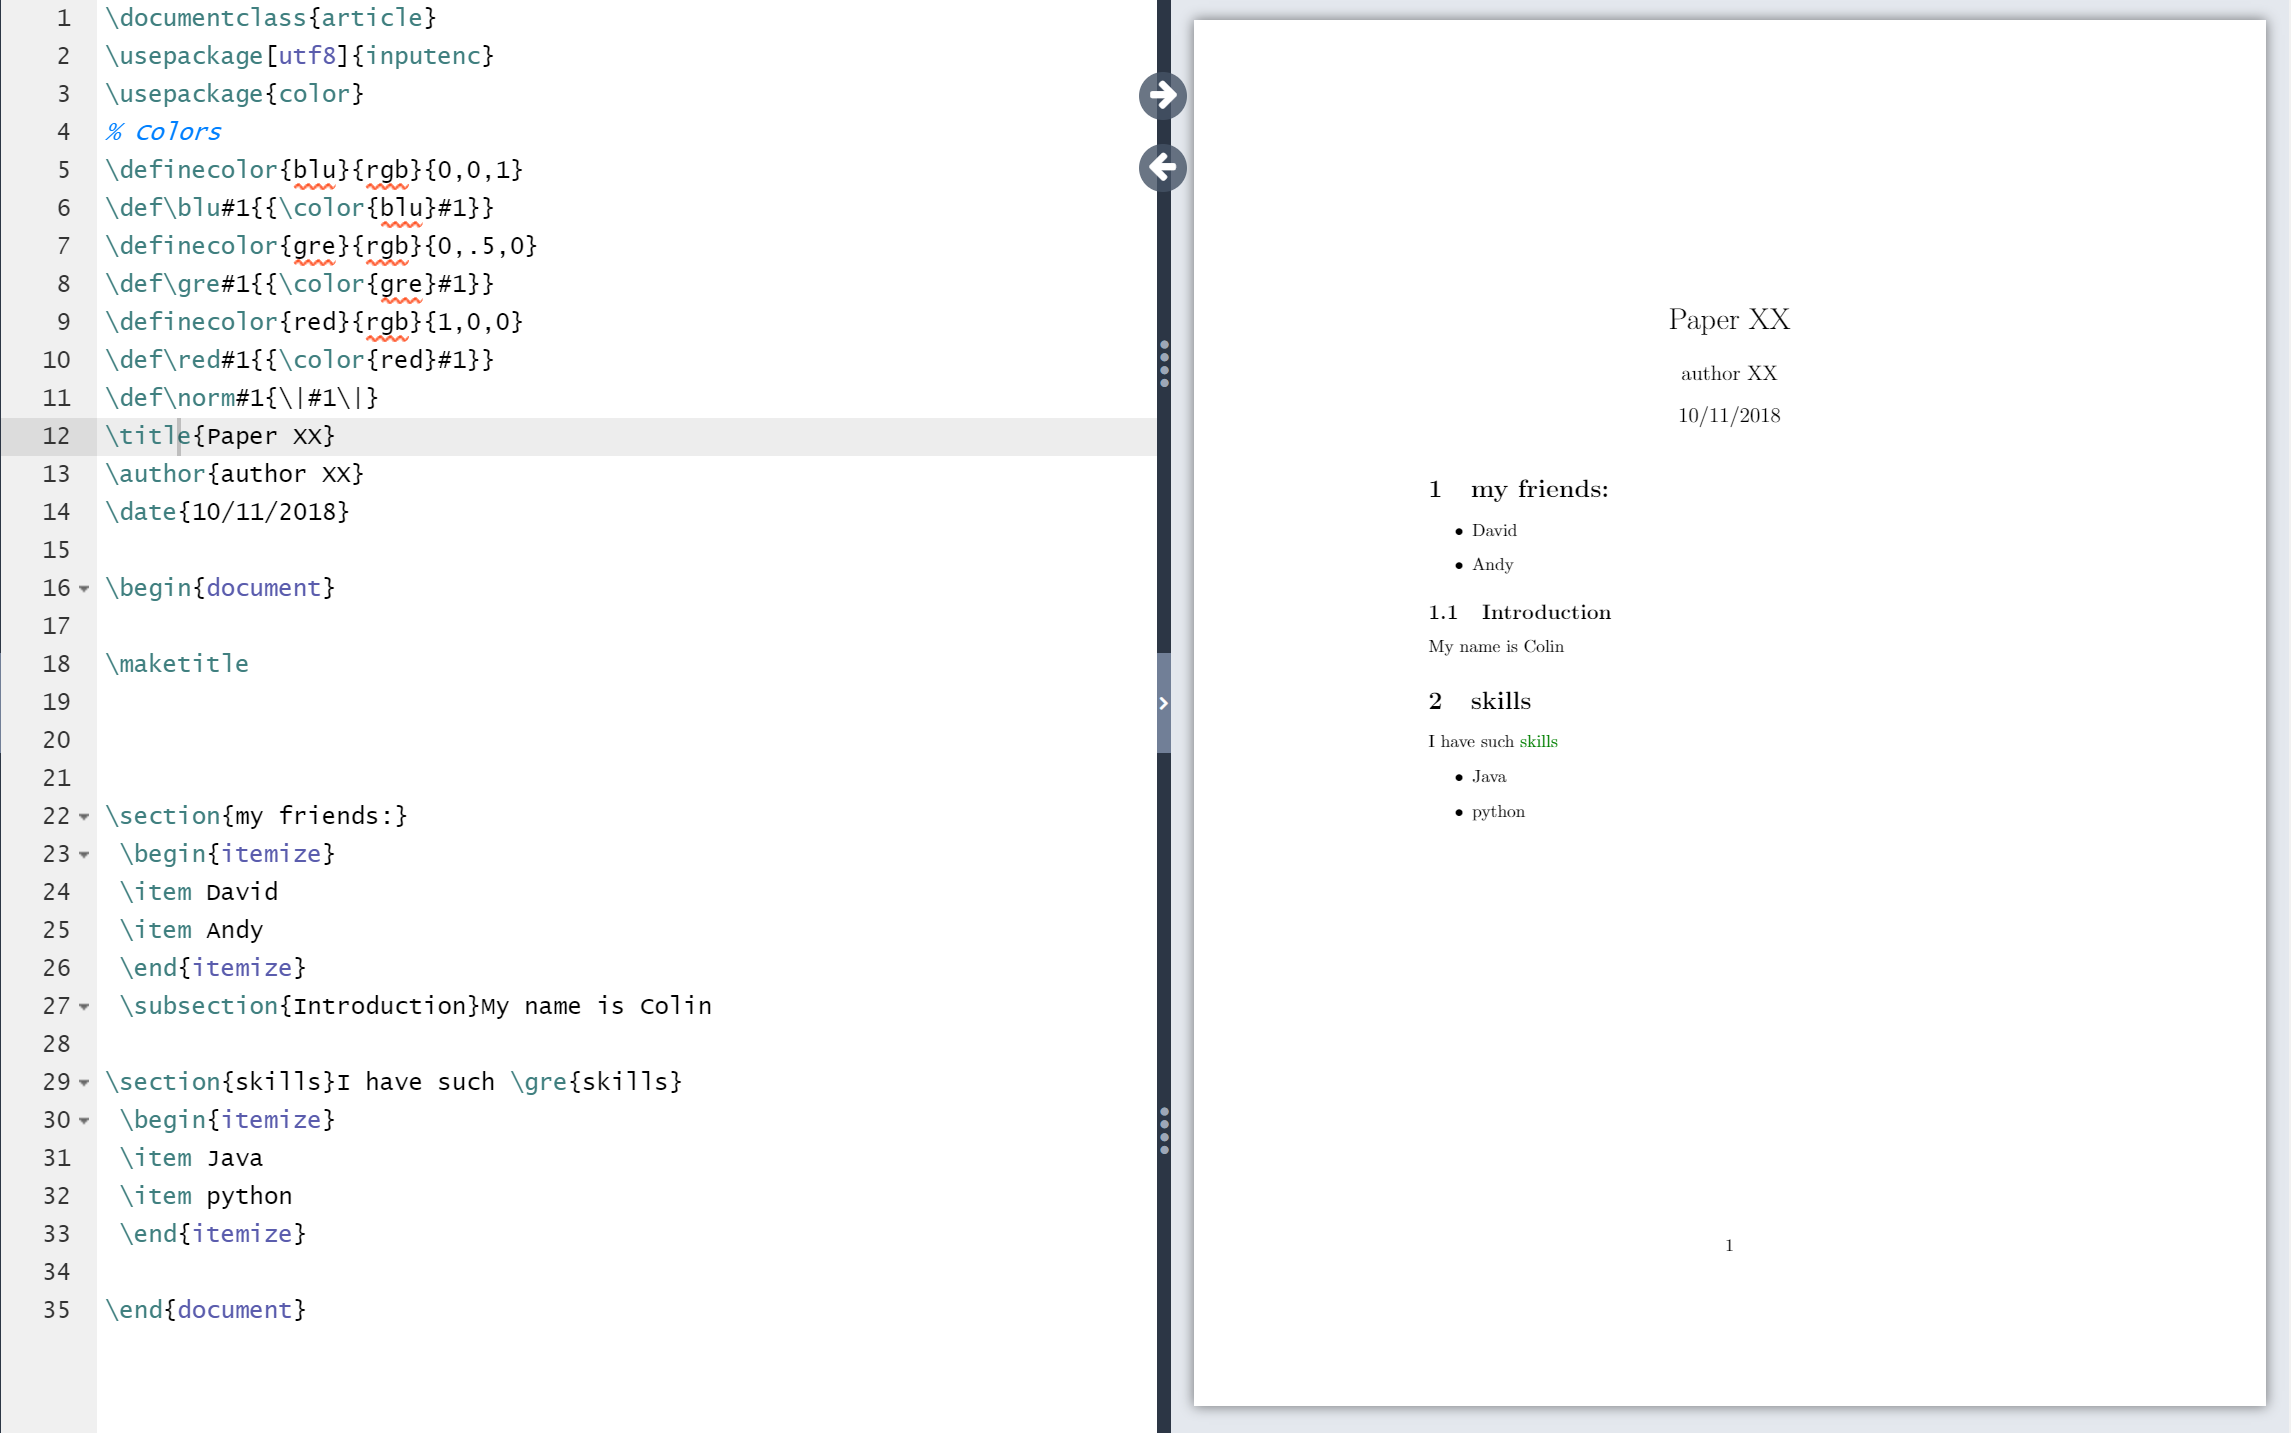 1 \documentclass{article}
2 \usepackage[utf8]{inputenc}
3 \usepackage{color}
4 % Colors
5 \definecolor{blu}{rgb}{0,0,1}
6 \def\blu#1{{\color{blu}#1}}
7 \definecolor{gre}{rgb}{0,.5,0}
8 \def\gre#1{{\color{gre}#1}}
9 \definecolor{red}{rgb}{1,0,0}
10 \def\red#1{{\color{red}#1}}
11 \def\norm#1{\|#1\|}
12 \title{Paper XX}
13 \author{author XX}
14 \date{10/11/2018}
15
16 \begin{document}
17
18 \maketitle
19
20
21
22 \section{my friends:}
23 \begin{itemize}
24 \item David
25 \item Andy
26 \end{itemize}
27 \subsection{Introduction}My name is Colin
28
29 \section{skills}I have such \gre{skills}
30 \begin{itemize}
31 \item Java
32 \item python
33 \end{itemize}
34
35 \end{document}
Paper XX
author XX
10/11/2018
1 my friends:
• David
• Andy
1.1 Introduction
My name is Colin
2 skills
I have such skills
• Java
• python
1